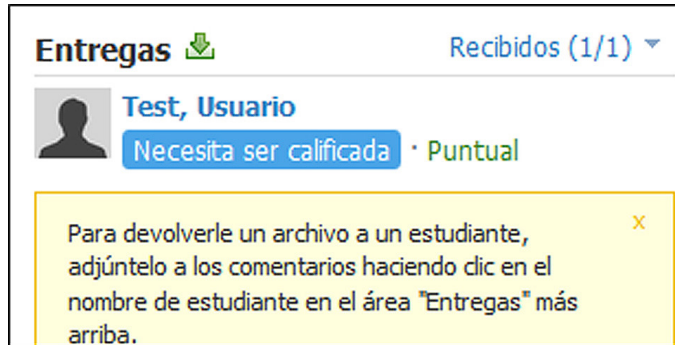 Entregas
Recibidos (1/1)
Test, Usuario
Necesita ser calificada · Puntual
x
Para devolverle un archivo a un estudiante,
adjúntelo a los comentarios haciendo clic en el
nombre de estudiante en el área "Entregas" más
arriba.